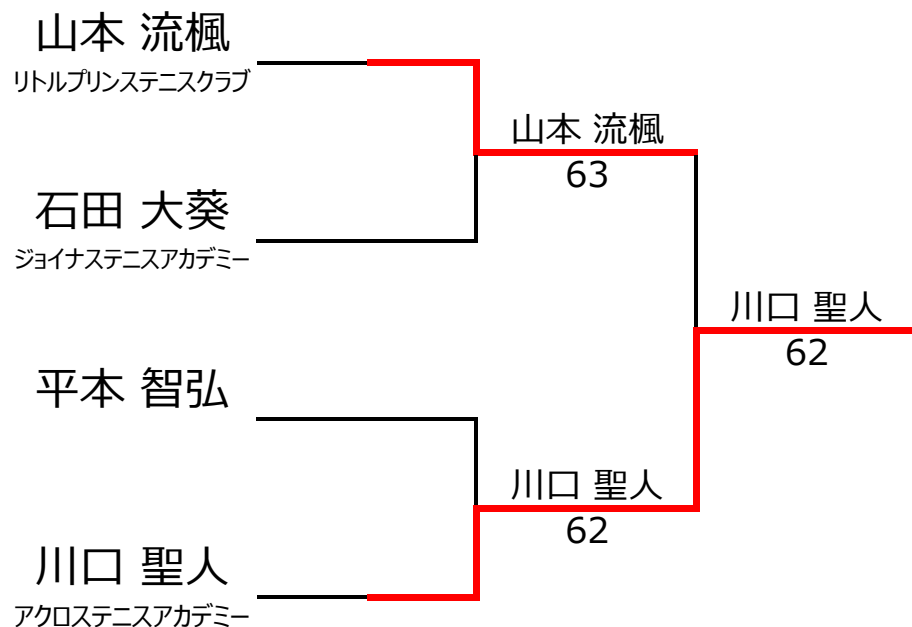 山本 流楓
リトルプリンステニスクラブ
山本 流楓
63
石田 大葵
ジョイナステニスアカデミー
川口 聖人
62
平本 智弘
川口 聖人
62
川口 聖人
アクロステニスアカデミー